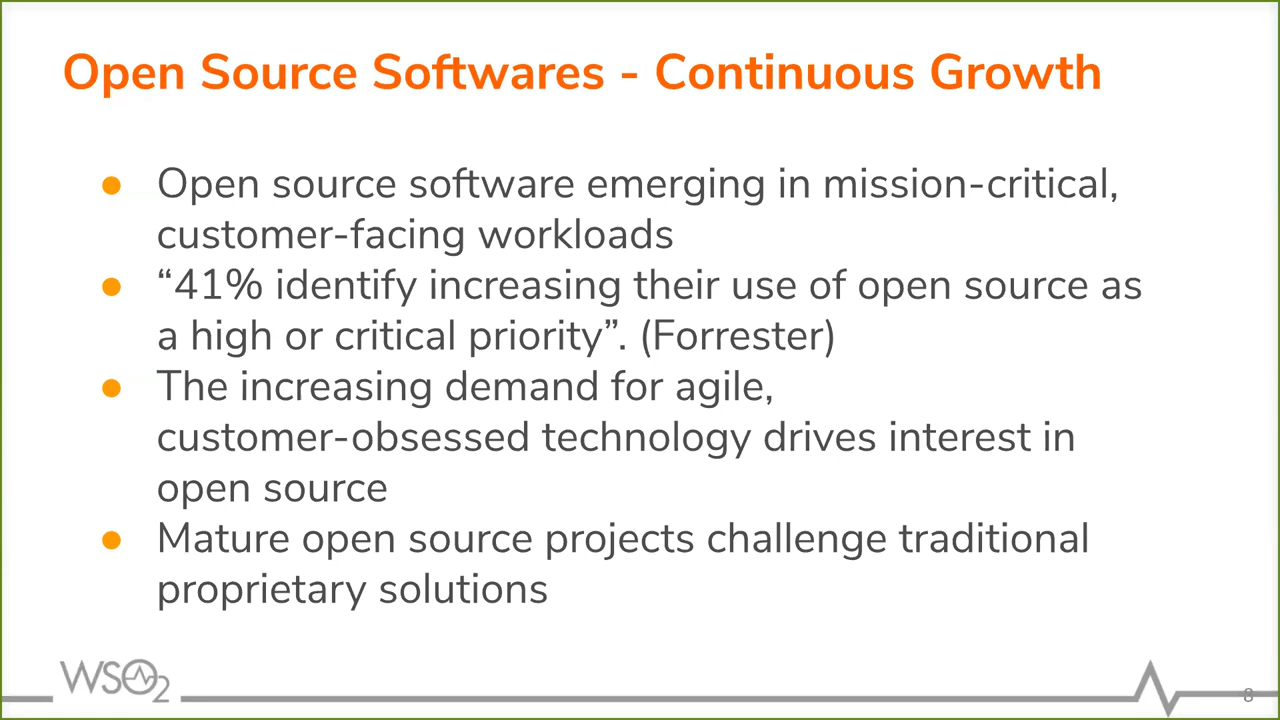 Open Source Softwares - Continuous Growth
● Open source software emerging in mission-critical,
customer-facing workloads
● “41% identify increasing their use of open source as
a high or critical priority”. (Forrester)
● The increasing demand for agile,
customer-obsessed technology drives interest in
open source
● Mature open source projects challenge traditional
proprietary solutions
WSO2
8